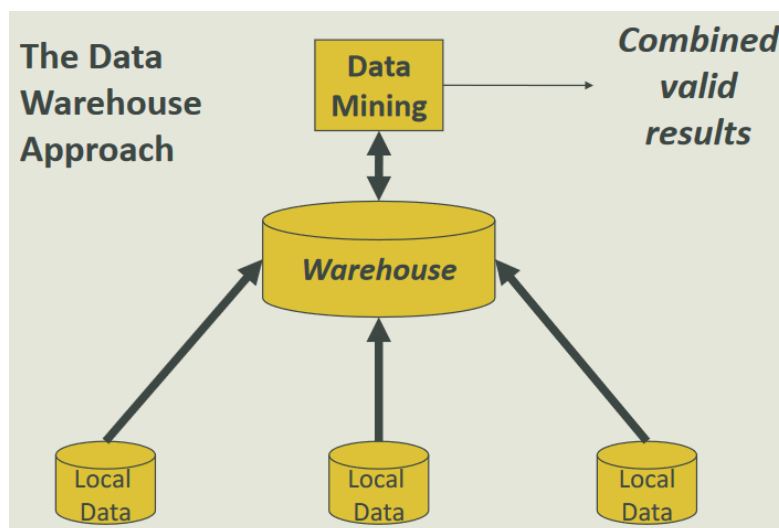 The Data
Warehouse
Approach
Data
Mining
Combined
valid
results
Warehouse
Local
Data
Local
Data
Local
Data